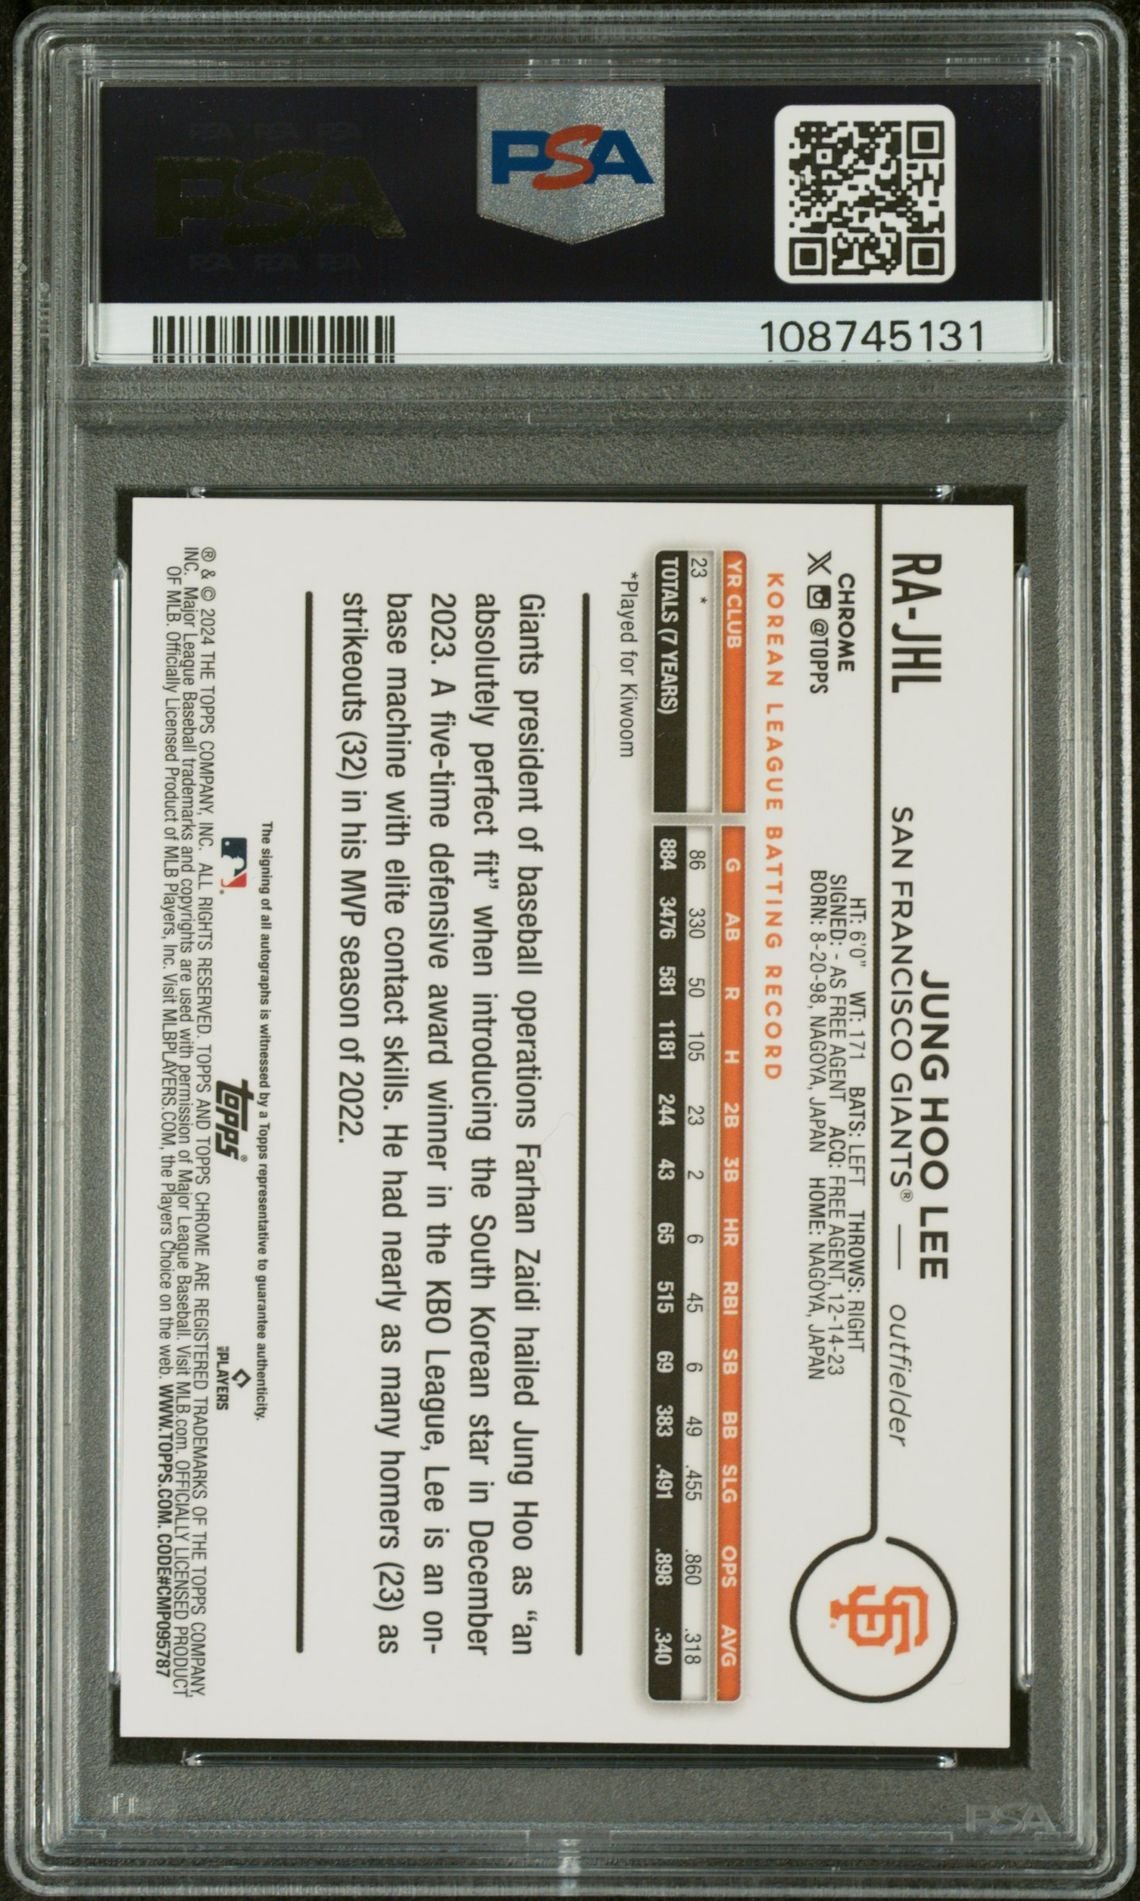 PSA PSA PSA
PSA
PSA PSA PSA
PSA
108745131
RA-JHL
JUNG HOO LEE
SAN FRANCISCO GIANTS® — outfielder
CHROME
@TOPPS
HT: 6'0" WT: 171 BATS: LEFT THROWS: RIGHT
SIGNED: - AS FREE AGENT ACQ: FREE AGENT, 12-14-23
BORN: 8-20-98, NAGOYA, JAPAN HOME: NAGOYA, JAPAN
SF
KOREAN LEAGUE BATTING RECORD
YR CLUB G AB R H 2B 3B HR RBI SB BB SLG OPS AVG
23 * 86 330 50 105 23 2 6 45 6 49 .455 .860 .318
TOTALS (7 YEARS) 884 3476 581 1181 244 43 65 515 69 383 .491 .898 .340
*Played for Kiwoom
Giants president of baseball operations Farhan Zaidi hailed Jung Hoo as “an
absolutely perfect fit” when introducing the South Korean star in December
2023. A five-time defensive award winner in the KBO League, Lee is an on-
base machine with elite contact skills. He had nearly as many homers (23) as
strikeouts (32) in his MVP season of 2022.
The signing of all autographs is witnessed by a Topps representative to guarantee authenticity.
topps®
PLAYERS
® & © 2024 THE TOPPS COMPANY, INC. ALL RIGHTS RESERVED. TOPPS AND TOPPS CHROME ARE REGISTERED TRADEMARKS OF THE TOPPS COMPANY,
INC. Major League Baseball trademarks and copyrights are used with permission of Major League Baseball. Visit MLB.com. OFFICIALLY LICENSED PRODUCT
OF MLB. Officially Licensed Product of MLB Players, Inc. Visit MLBPLAYERS.COM, the Players Choice on the web. WWW.TOPPS.COM. CODE#CMP095787
PSA